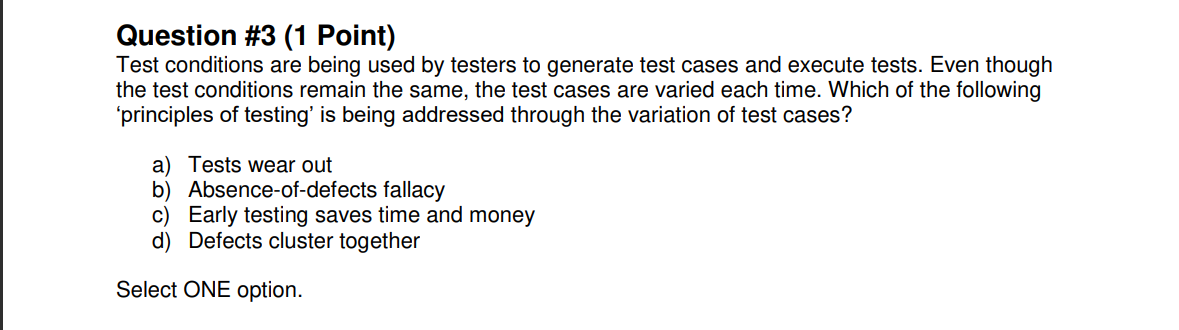 Question #3 (1 Point)
Test conditions are being used by testers to generate test cases and execute tests. Even though
the test conditions remain the same, the test cases are varied each time. Which of the following
‘principles of testing’ is being addressed through the variation of test cases?
a) Tests wear out
b) Absence-of-defects fallacy
c) Early testing saves time and money
d) Defects cluster together
Select ONE option.